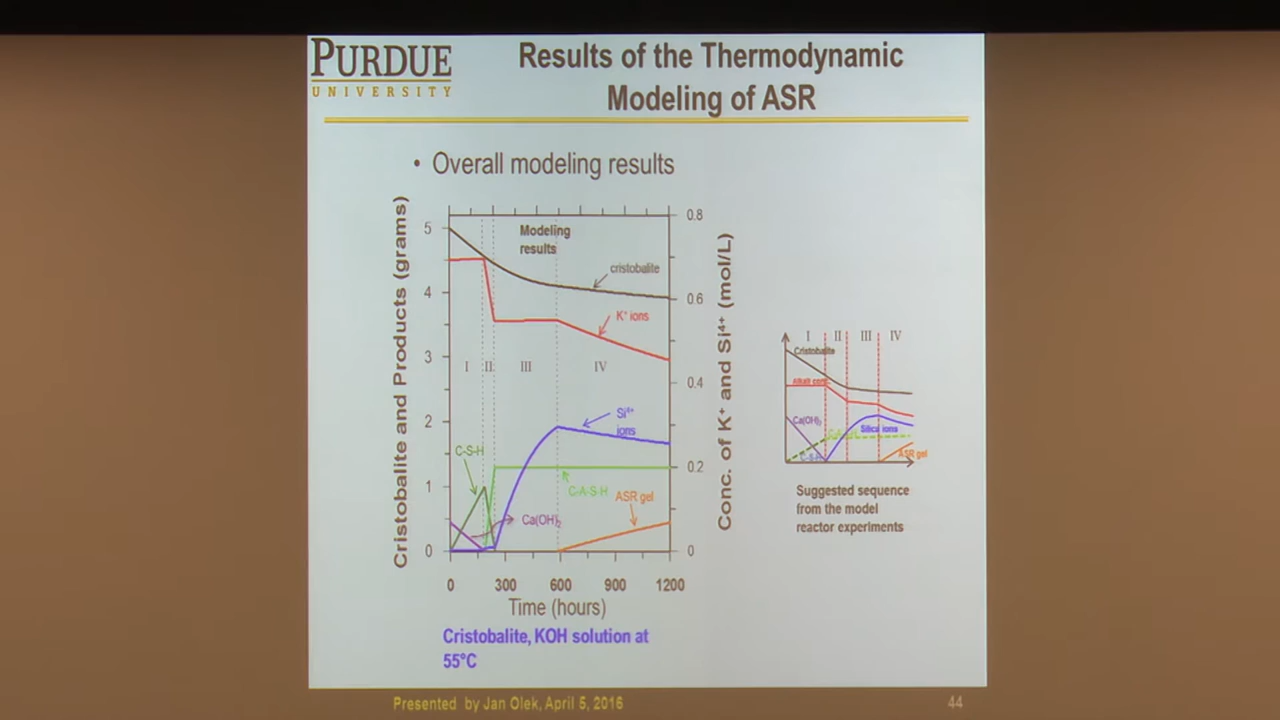 PURDUE
UNIVERSITY
Results of the Thermodynamic
Modeling of ASR
• Overall modeling results
Cristobalite and Products (grams)
5
4
3
2
1
0
Modeling
results
cristobalite
K⁺ ions
I
II
III
IV
Si⁴⁺
ions
C-S-H
C-A-S-H
ASR gel
Ca(OH)₂
0.8
0.6
0.4
0.2
0
Conc. of K⁺ and Si⁴⁺ (mol/L)
0 300 600 900 1200
Time (hours)
Cristobalite, KOH solution at
55°C
I II III IV
Cristobalite
Alkali conc.
Ca(OH)₂
Silica ions
C-S-H
ASR gel
Suggested sequence
from the model
reactor experiments
Presented by Jan Olek, April 5, 2016
44